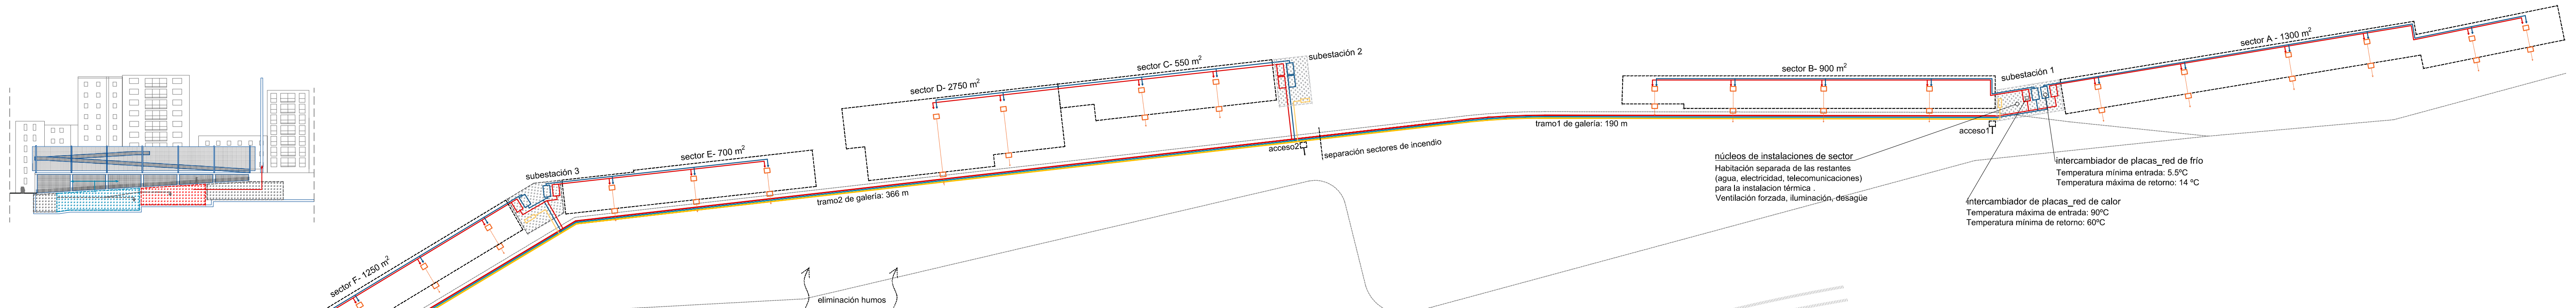 sector F- 1250 m²
subestación 3
sector E- 700 m²
tramo2 de galería: 366 m
eliminación humos
sector D- 2750 m²
sector C- 550 m²
subestación 2
acceso2
separación sectores de incendio
tramo1 de galería: 190 m
sector B- 900 m²
subestación 1
acceso1
sector A - 1300 m²
núcleos de instalaciones de sector
Habitación separada de las restantes
(agua, electricidad, telecomunicaciones)
para la instalacion térmica .
Ventilación forzada, iluminación, desagüe
intercambiador de placas_red de frío
Temperatura mínima entrada: 5.5ºC
Temperatura máxima de retorno: 14 ºC
intercambiador de placas_red de calor
Temperatura máxima de entrada: 90ºC
Temperatura mínima de retorno: 60ºC